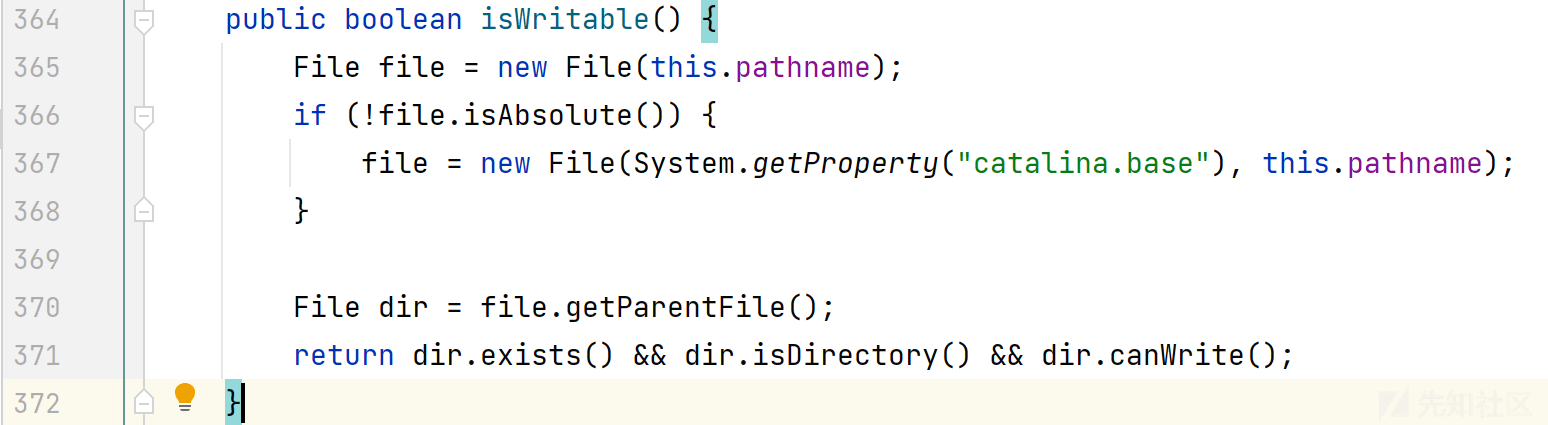 364 public boolean isWritable() {
365 File file = new File(this.pathname);
366 if (!file.isAbsolute()) {
367 file = new File(System.getProperty("catalina.base"), this.pathname);
368 }
369
370 File dir = file.getParentFile();
371 return dir.exists() && dir.isDirectory() && dir.canWrite();
372 }
先知社区